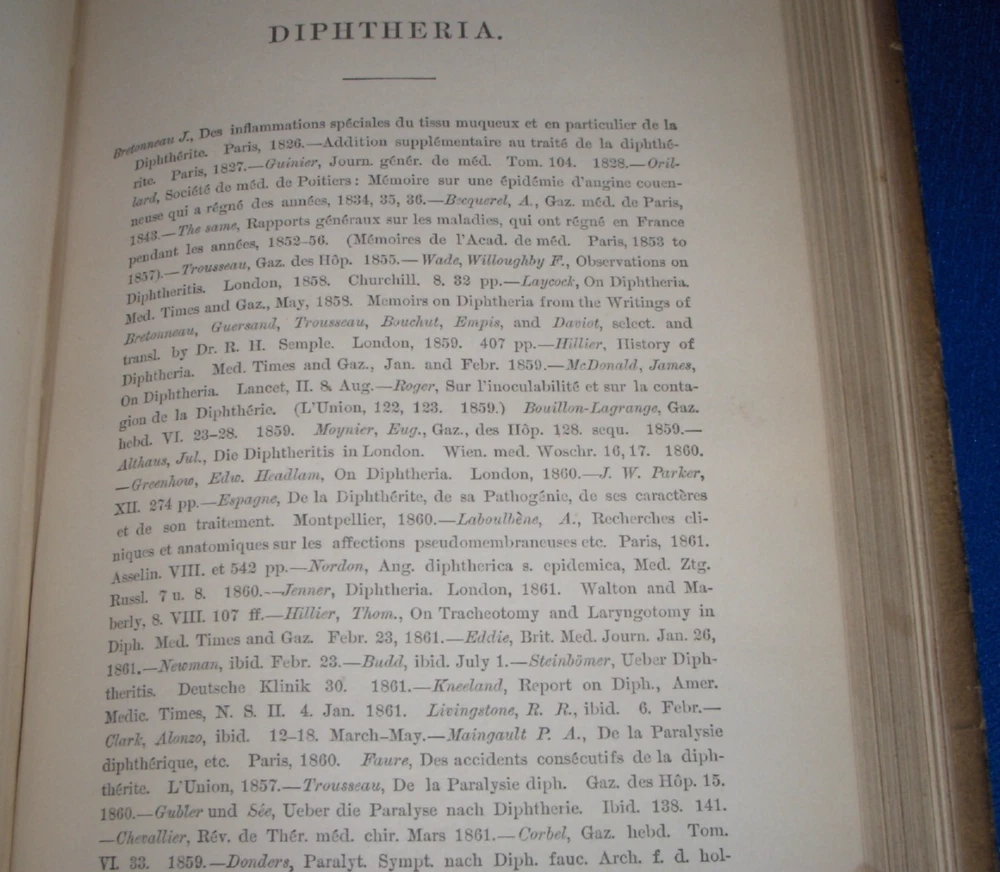 DIPHTHERIA.
Bretonneau J., Des inflammations spéciales du tissu muqueux et en particulier de la
Diphthérite. Paris, 1826.—Addition supplémentaire au traité de la diphthé-
rite. Paris, 1827.—Guinier, Journ. génér. de méd. Tom. 104. 1828.—Oril-
lard, Société de méd. de Poitiers: Mémoire sur une épidémie d'angine couen-
neuse qui a régné des années, 1834, 35, 36.—Becquerel, A., Gaz. méd. de Paris,
1843.—The same, Rapports généraux sur les maladies, qui ont régné en France
pendant les années, 1852-56. (Mémoires de l'Acad. de méd. Paris, 1853 to
1857).—Trousseau, Gaz. des Hôp. 1855.—Wade, Willoughby F., Observations on
Diphtheritis. London, 1858. Churchill. 8. 32 pp.—Laycock, On Diphtheria.
Med. Times and Gaz., May, 1858. Memoirs on Diphtheria from the Writings of
Bretonneau, Guersand, Trousseau, Bouchut, Empis, and Daviot, select. and
transl. by Dr. R. H. Semple. London, 1859. 407 pp.—Hillier, History of
Diphtheria. Med. Times and Gaz., Jan. and Febr. 1859.—McDonald, James,
On Diphtheria. Lancet, II. 8. Aug.—Roger, Sur l'inoculabilité et sur la conta-
gion de la Diphthérie. (L'Union, 122, 123. 1859.) Bouillon-Lagrange, Gaz.
hebd. VI. 23-28. 1859. Moynier, Eug., Gaz., des Hôp. 128. sequ. 1859.—
Althaus, Jul., Die Diphtheritis in London. Wien. med. Woschr. 16, 17. 1860.
—Greenhow, Edw. Headlam, On Diphtheria. London, 1860.—J. W. Parker,
XII. 274 pp.—Espagne, De la Diphthérite, de sa Pathogénie, de ses caractères
et de son traitement. Montpellier, 1860.—Laboulbène, A., Recherches cli-
niques et anatomiques sur les affections pseudomembraneuses etc. Paris, 1861.
Asselin. VIII. et 542 pp.—Nordon, Ang. diphtherica s. epidemica, Med. Ztg.
Russl. 7 u. 8. 1860.—Jenner, Diphtheria. London, 1861. Walton and Ma-
berly, 8. VIII. 107 ff.—Hillier, Thom., On Tracheotomy and Laryngotomy in
Diph. Med. Times and Gaz. Febr. 23, 1861.—Eddie, Brit. Med. Journ. Jan. 26,
1861.—Newman, ibid. Febr. 23.—Budd, ibid. July 1.—Steinbömer, Ueber Diph-
theritis. Deutsche Klinik 30. 1861.—Kneeland, Report on Diph., Amer.
Medic. Times, N. S. II. 4. Jan. 1861. Livingstone, R. R., ibid. 6. Febr.—
Clark, Alonzo, ibid. 12-18. March-May.—Maingault P. A., De la Paralysie
diphthérique, etc. Paris, 1860. Faure, Des accidents consécutifs de la diph-
thérite. L'Union, 1857.—Trousseau, De la Paralysie diph. Gaz. des Hôp. 15.
1860.—Gubler und Sée, Ueber die Paralyse nach Diphtherie. Ibid. 138. 141.
—Chevallier, Rév. de Thér. méd. chir. Mars 1861.—Corbel, Gaz. hebd. Tom.
VI. 33. 1859.—Donders, Paralyt. Sympt. nach Diph. fauc. Arch. f. d. hol-